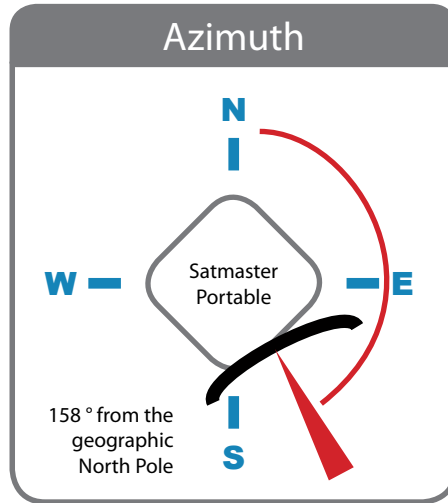 Azimuth
N
W
Satmaster
Portable
E
158 ° from the
geographic
North Pole
S